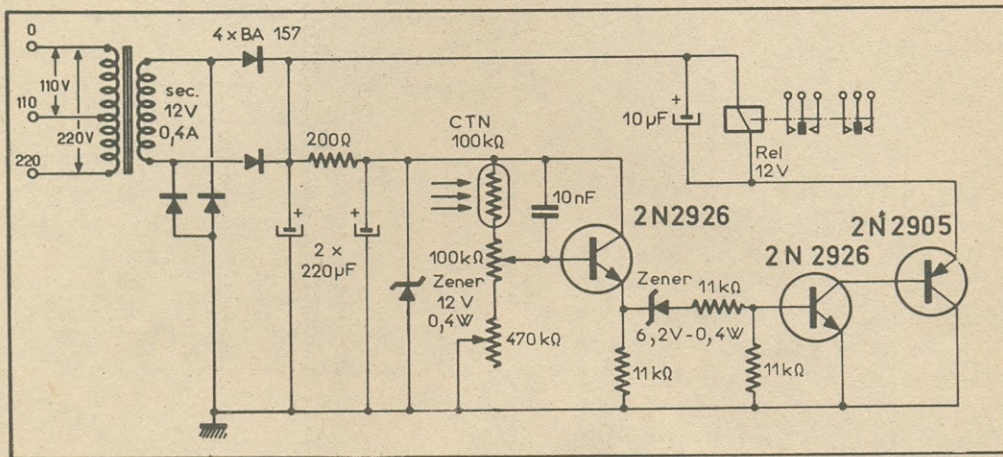 0
110
220
110V
220V
sec.
12V
0,4A
4 x BA 157
200Ω
2 x
220µF
CTN
100kΩ
100kΩ
Zener
12 V
0,4W
470kΩ
10nF
2N2926
Zener
6,2V-0,4W
11kΩ
11kΩ
11kΩ
10µF
Rel
12V
2N 2926
2N2905